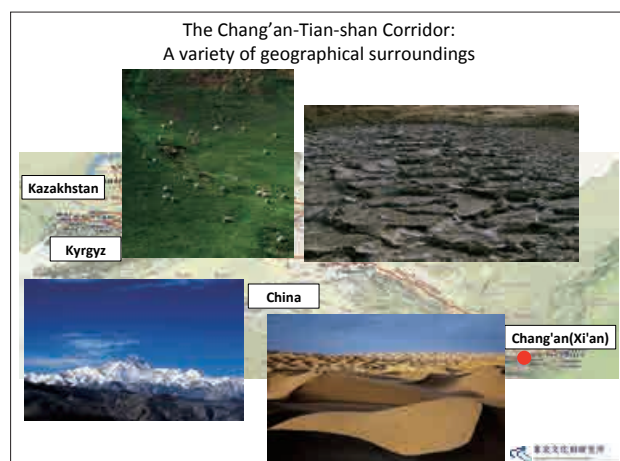 The Chang'an-Tian-shan Corridor:
A variety of geographical surroundings
Kazakhstan
Kyrgyz
China
Chang'an(Xi'an)